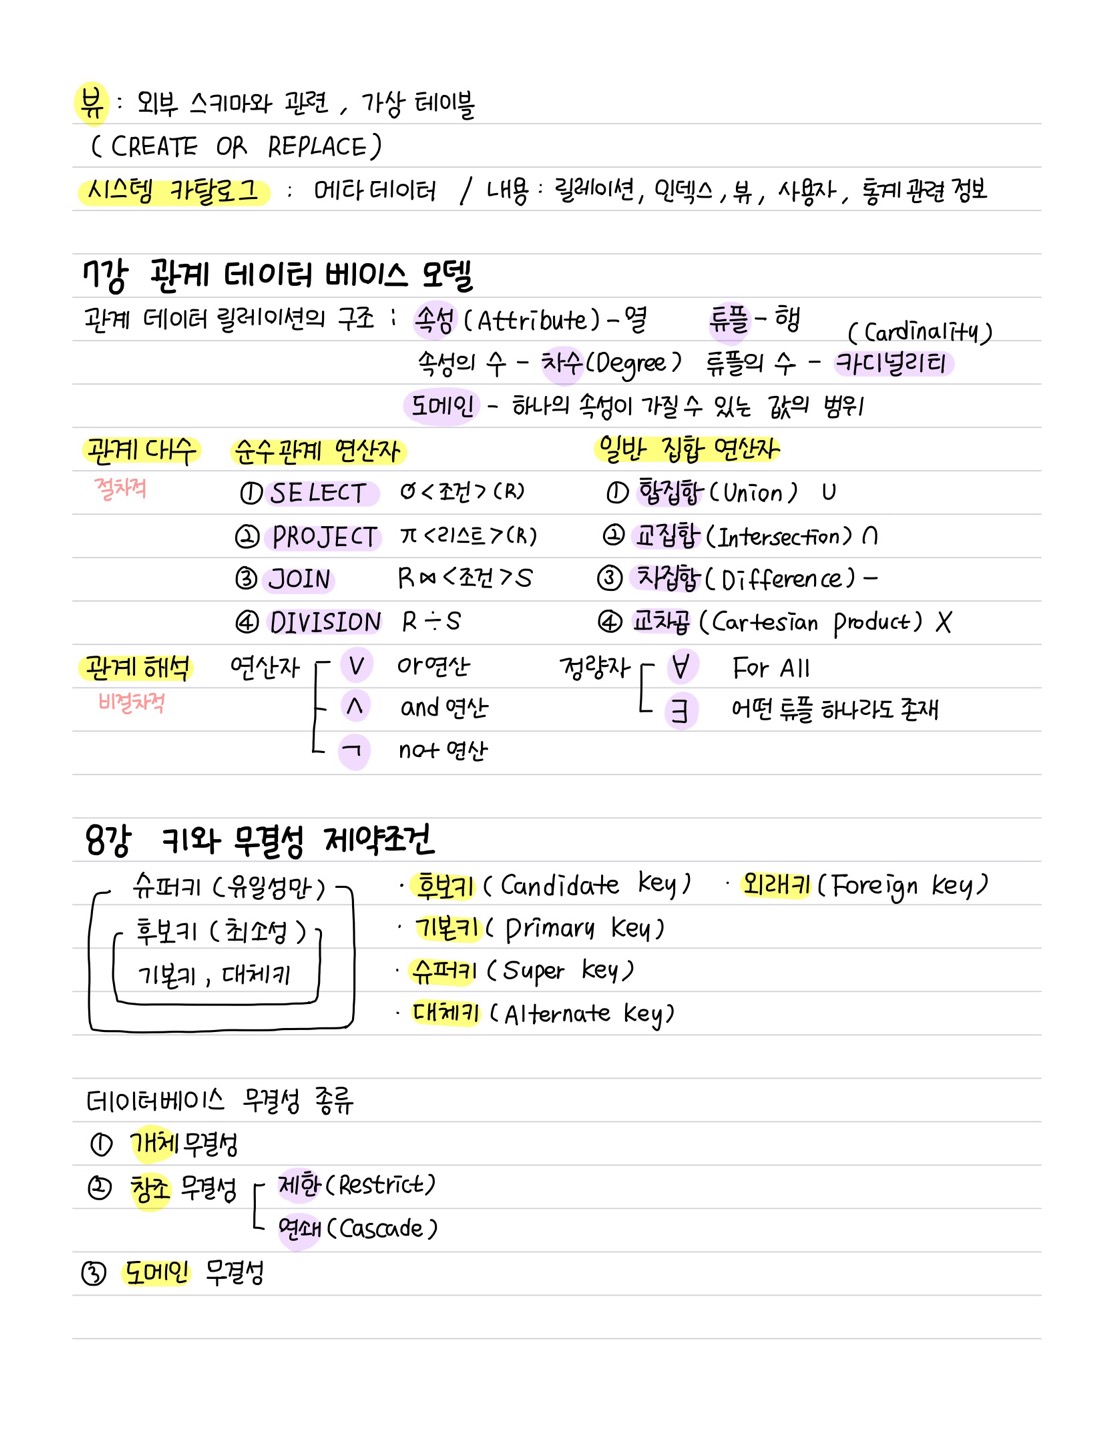 뷰 : 외부 스키마와 관련, 가상 테이블
(CREATE OR REPLACE)
시스템 카탈로그 : 메타 데이터 / 내용 : 릴레이션, 인덱스, 뷰, 사용자, 통계 관련 정보
7강 관계 데이터 베이스 모델
관계 데이터 릴레이션의 구조 : 속성 (Attribute) - 열 튜플 - 행
(Cardinality)
속성의 수 - 차수(Degree) 튜플의 수 - 카디널리티
도메인 - 하나의 속성이 가질 수 있는 값의 범위
관계 대수 순수 관계 연산자 일반 집합 연산자
절차적 ① SELECT σ<조건>(R) ① 합집합 (Union) ∪
② PROJECT π<리스트>(R) ② 교집합 (Intersection) ∩
③ JOIN R⋈<조건>S ③ 차집합 (Difference) -
④ DIVISION R÷S ④ 교차곱 (Cartesian product) X
관계 해석 연산자 ∨ 아연산 정량자 ∀ For All
비절차적 ∧ and 연산 ∃ 어떤 튜플 하나라도 존재
¬ not 연산
8강 키와 무결성 제약조건
슈퍼키 (유일성만) · 후보키 (Candidate key) · 외래키 (Foreign key)
후보키 (최소성) · 기본키 (primary key)
기본키, 대체키 · 슈퍼키 (Super key)
· 대체키 (Alternate key)
데이터베이스 무결성 종류
① 개체 무결성
② 참조 무결성 제한 (Restrict)
연쇄 (Cascade)
③ 도메인 무결성